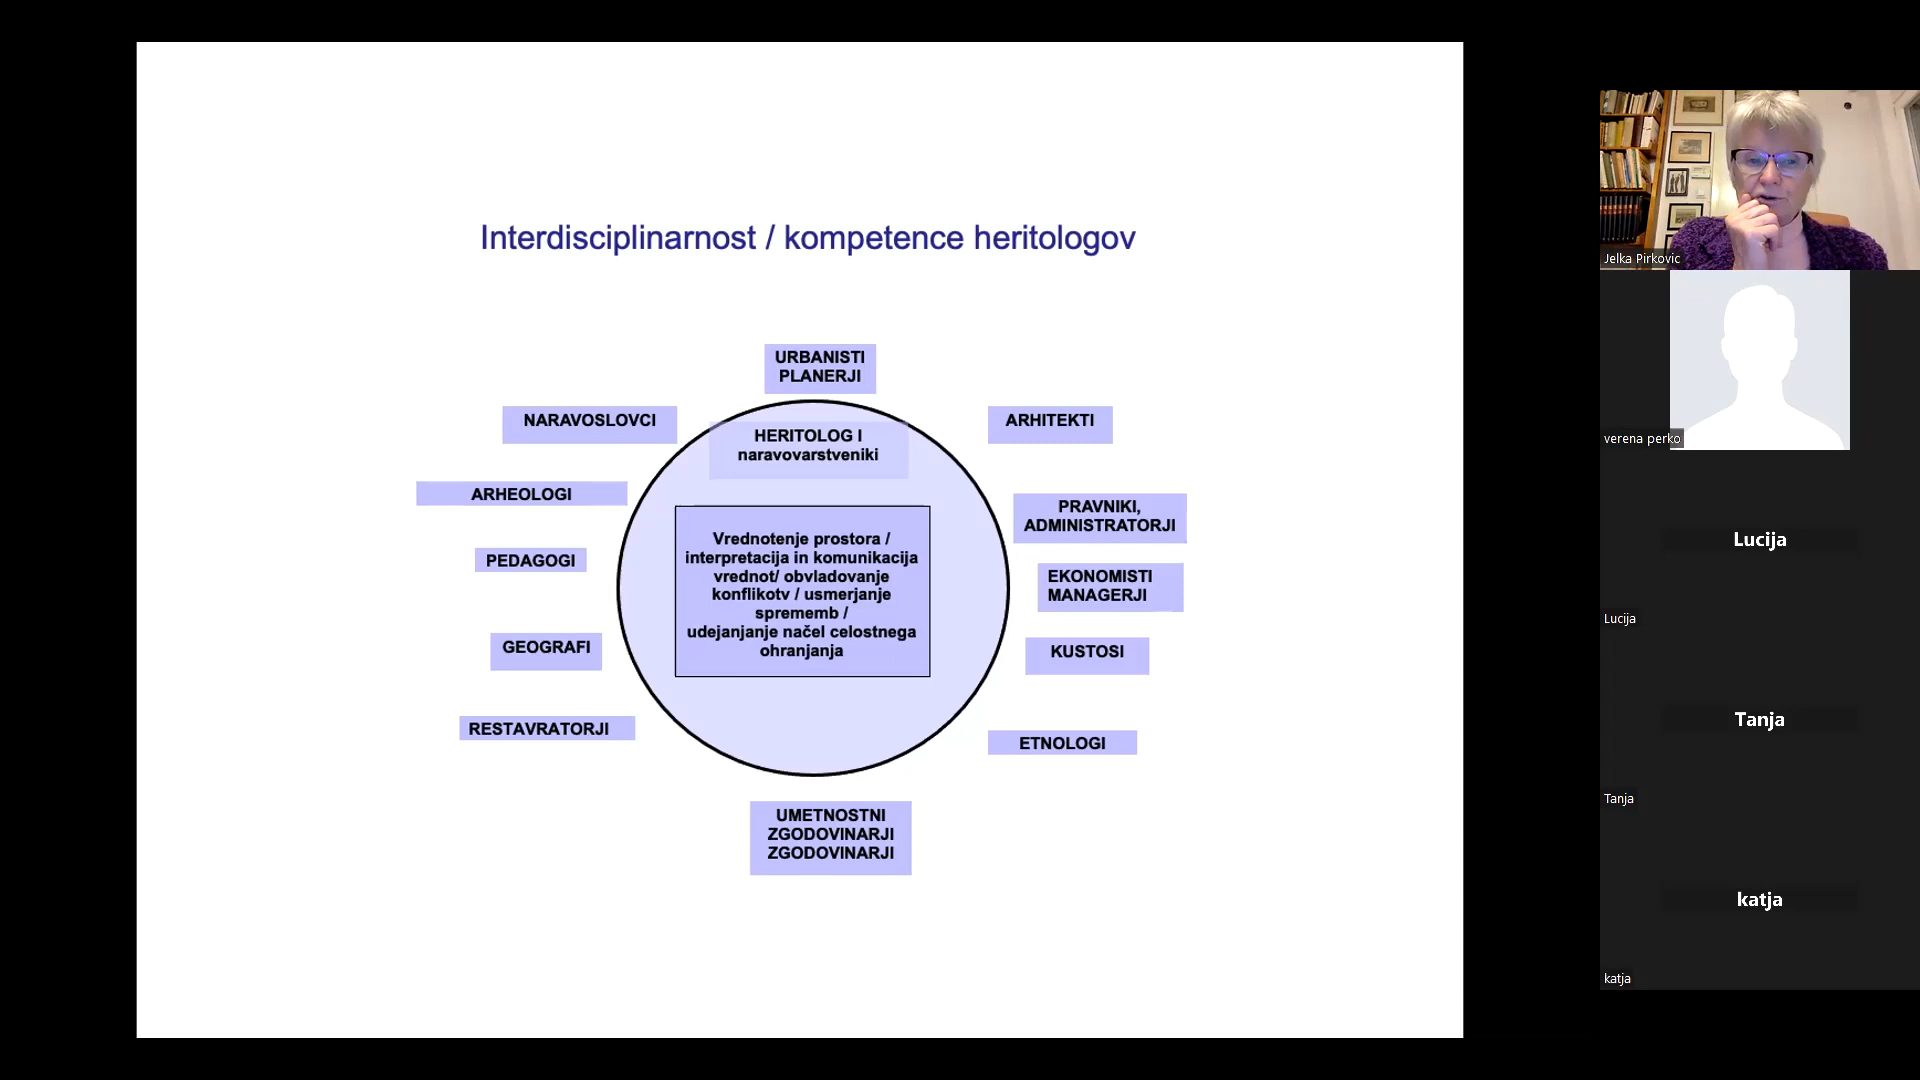 Interdisciplinarnost / kompetence heritologov
URBANISTI
PLANERJI
NARAVOSLOVCI
ARHITEKTI
HERITOLOG I
naravovarstveniki
ARHEOLOGI
PRAVNIKI,
ADMINISTRATORJI
PEDAGOGI
EKONOMISTI
MANAGERJI
Vrednotenje prostora /
interpretacija in komunikacija
vrednot/ obvladovanje
konflikotv / usmerjanje
sprememb /
udejanjanje načel celostnega
ohranjanja
GEOGRAFI
KUSTOSI
RESTAVRATORJI
ETNOLOGI
UMETNOSTNI
ZGODOVINARJI
ZGODOVINARJI
Jelka Pirkovic
verena perko
Lucija
Lucija
Tanja
Tanja
katja
katja